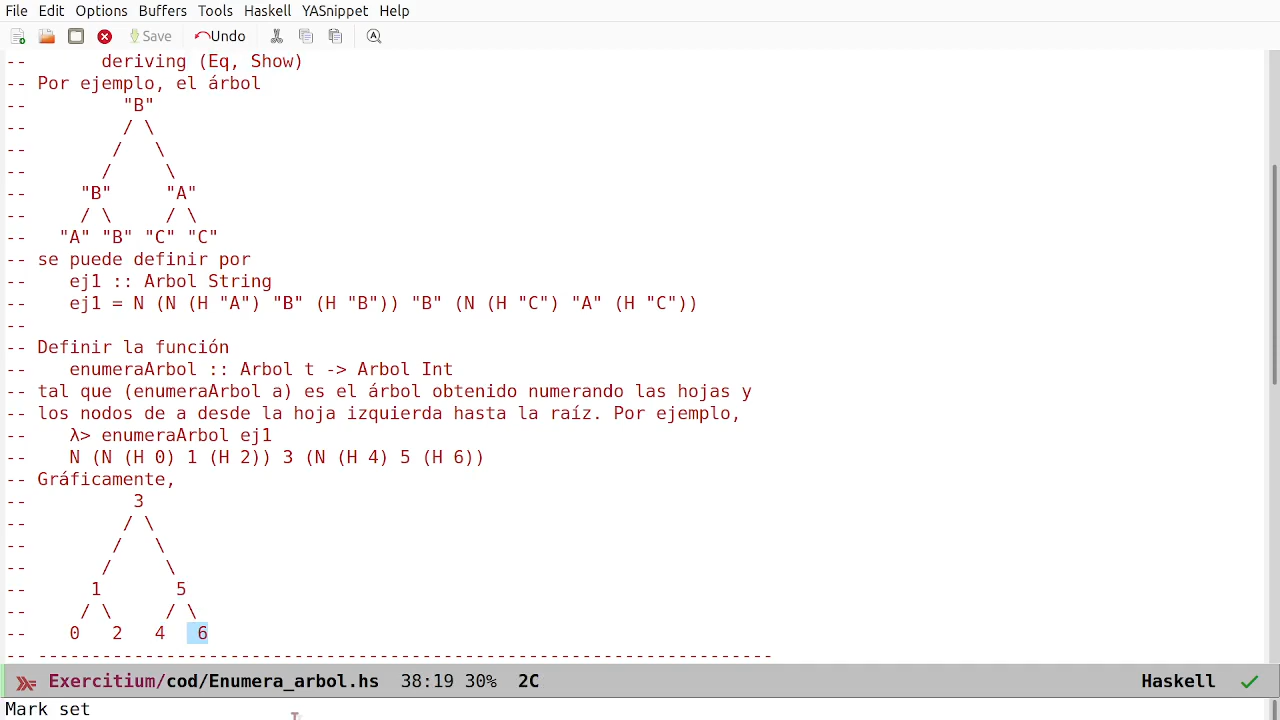 File Edit Options Buffers Tools Haskell YASnippet Help
Save Undo
--       deriving (Eq, Show)
-- Por ejemplo, el árbol
--         "B"
--         / \
--        /   \
--       /     \
--     "B"     "A"
--     / \     / \
--   "A" "B" "C" "C"
-- se puede definir por
--    ej1 :: Arbol String
--    ej1 = N (N (H "A") "B" (H "B")) "B" (N (H "C") "A" (H "C"))
--
-- Definir la función
--    enumeraArbol :: Arbol t -> Arbol Int
-- tal que (enumeraArbol a) es el árbol obtenido numerando las hojas y
-- los nodos de a desde la hoja izquierda hasta la raíz. Por ejemplo,
--    λ> enumeraArbol ej1
--    N (N (H 0) 1 (H 2)) 3 (N (H 4) 5 (H 6))
-- Gráficamente,
--          3
--         / \
--        /   \
--       /     \
--      1       5
--     / \     / \
--    0   2   4   6
-- ---------------------------------------------------------------------
Exercitium/cod/Enumera_arbol.hs  38:19 30%  2C  Haskell
Mark set